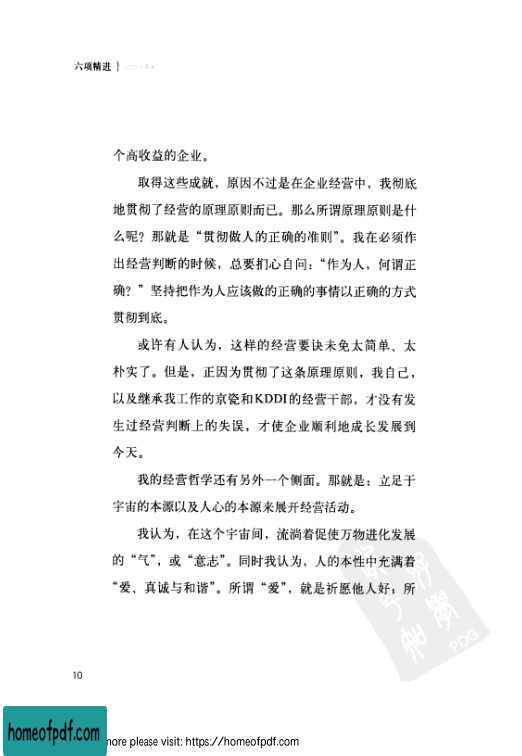 六项精进
个高收益的企业。
取得这些成就，原因不过是在企业经营中，我彻底
地贯彻了经营的原理原则而已。那么所谓原理原则是什
么呢？那就是“贯彻做人的正确的准则”。我在必须作
出经营判断的时候，总要扪心自问：“作为人，何谓正
确？”坚持把作为人应该做的正确的事情以正确的方式
贯彻到底。
或许有人认为，这样的经营要诀未免太简单、太
朴实了。但是，正因为贯彻了这条原理原则，我自己，
以及继承我工作的京瓷和KDDI的经营干部，才没有发
生过经营判断上的失误，才使企业顺利地成长发展到
今天。
我的经营哲学还有另外一个侧面。那就是：立足于
宇宙的本源以及人心的本源来展开经营活动。
我认为，在这个宇宙间，流淌着促使万物进化发展
的“气”，或“意志”。同时我认为，人的本性中充满着
“爱、真诚与和谐”。所谓“爱”，就是祈愿他人好；所
PDG
10
homeofpdf.com
more please visit: https://homeofpdf.com